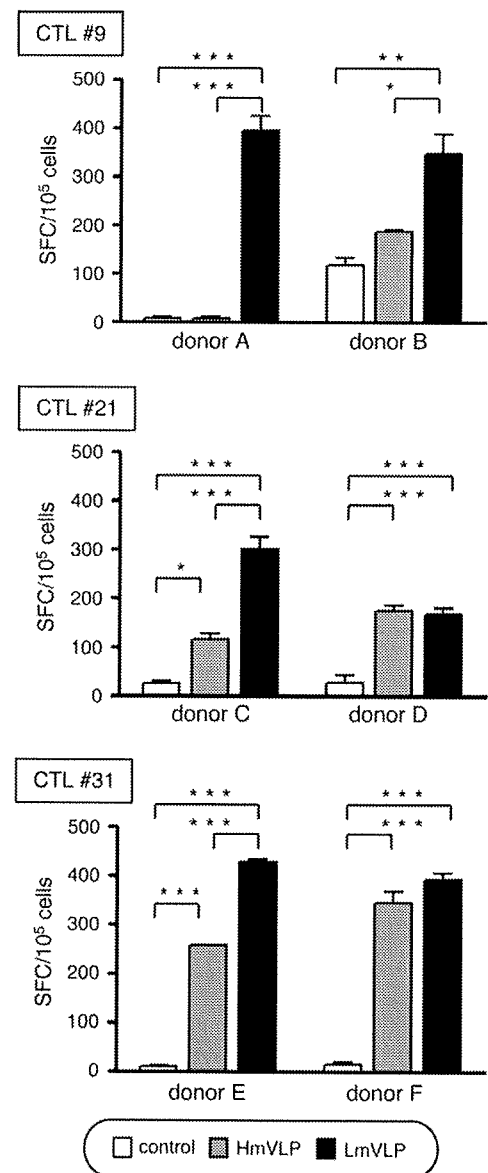 CTL #9
* * *
* * *
* *
*
500
400
300
200
100
0
SFC/10⁵ cells
donor A
donor B
CTL #21
* * *
* * *
*
* * *
* * *
500
400
300
200
100
0
SFC/10⁵ cells
donor C
donor D
CTL #31
* * *
* * *
* * *
* * *
* * *
500
400
300
200
100
0
SFC/10⁵ cells
donor E
donor F
control HmVLP LmVLP